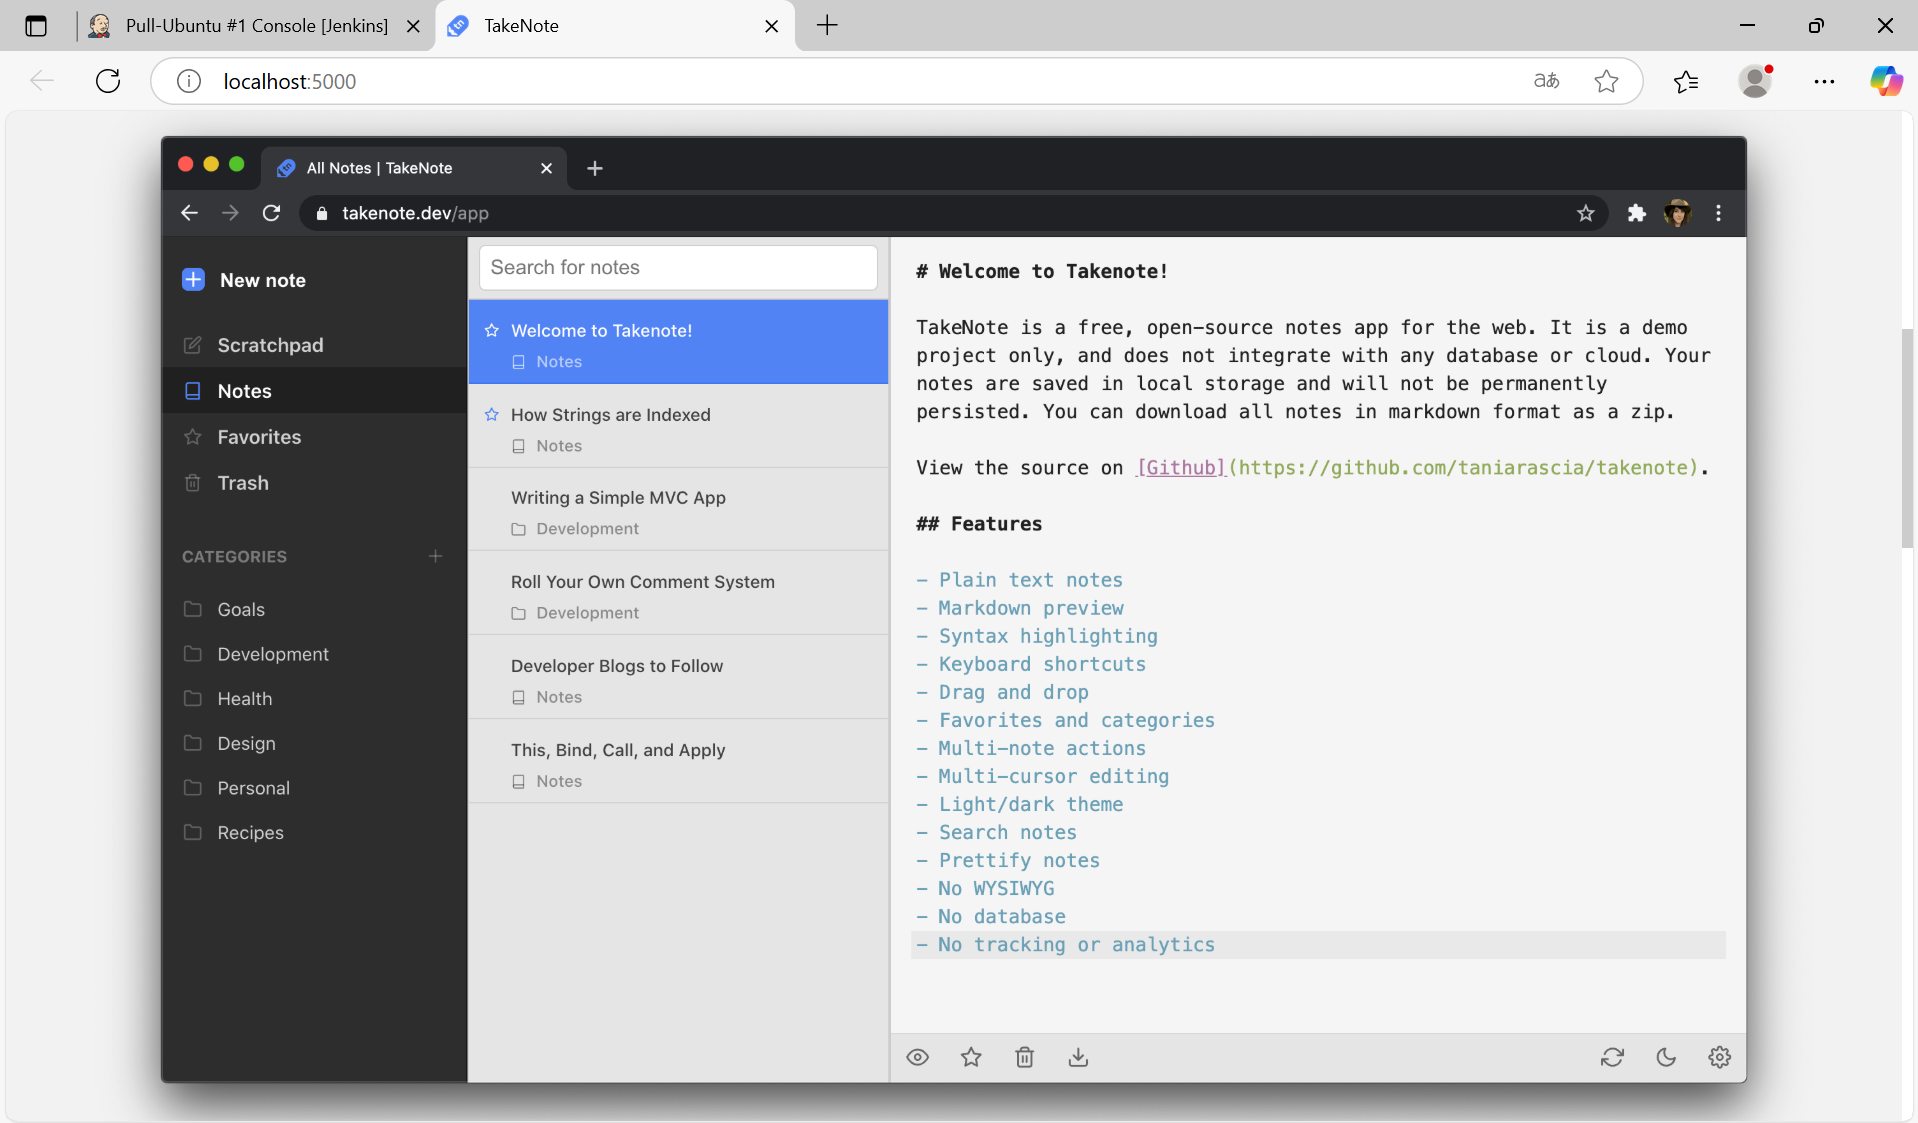 Pull-Ubuntu #1 Console [Jenkins]
TakeNote
localhost:5000
aあ
All Notes | TakeNote
takenote.dev/app
New note
Scratchpad
Notes
Favorites
Trash
CATEGORIES
Goals
Development
Health
Design
Personal
Recipes
Search for notes
Welcome to Takenote!
Notes
How Strings are Indexed
Notes
Writing a Simple MVC App
Development
Roll Your Own Comment System
Development
Developer Blogs to Follow
Notes
This, Bind, Call, and Apply
Notes
# Welcome to Takenote!
TakeNote is a free, open-source notes app for the web. It is a demo
project only, and does not integrate with any database or cloud. Your
notes are saved in local storage and will not be permanently
persisted. You can download all notes in markdown format as a zip.
View the source on [Github](https://github.com/taniarascia/takenote).
## Features
- Plain text notes
- Markdown preview
- Syntax highlighting
- Keyboard shortcuts
- Drag and drop
- Favorites and categories
- Multi-note actions
- Multi-cursor editing
- Light/dark theme
- Search notes
- Prettify notes
- No WYSIWYG
- No database
- No tracking or analytics